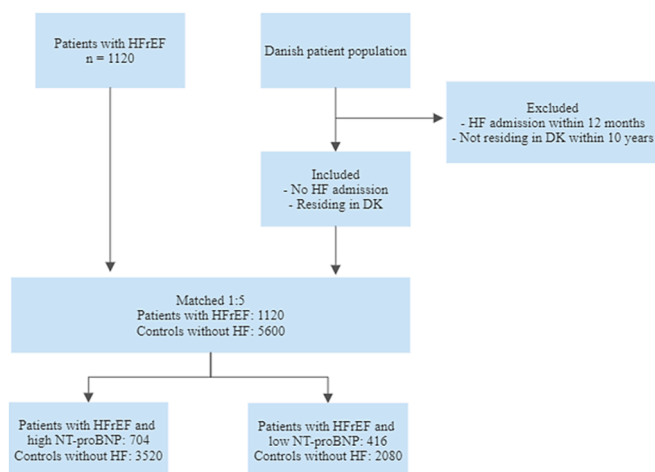 Patients with HFrEF
n = 1120
Danish patient population
Excluded
- HF admission within 12 months
- Not residing in DK within 10 years
Included
- No HF admission
- Residing in DK
Matched 1:5
Patients with HFrEF: 1120
Controls without HF: 5600
Patients with HFrEF and
high NT-proBNP: 704
Controls without HF: 3520
Patients with HFrEF and
low NT-proBNP: 416
Controls without HF: 2080